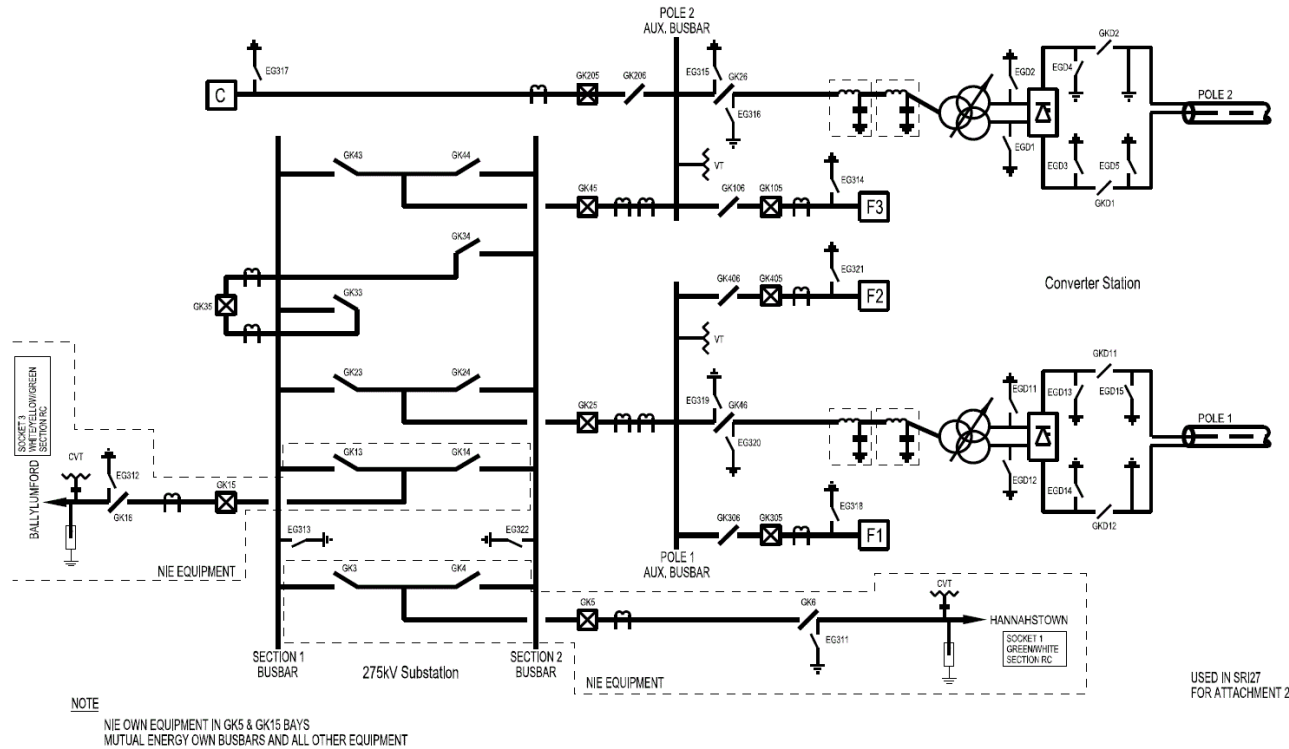 POLE 2
AUX. BUSBAR
EG317
C
GK205
GK206
EG315
GK26
EG316
EGD2
EGD1
EGD4
GKD2
EGD3
EGD5
GKD1
POLE 2
GK43
GK44
VT
EG314
GK45
GK106
GK105
F3
GK34
GK35
GK33
EG321
GK406
GK405
F2
Converter Station
VT
GK23
GK24
GK25
EG319
GK46
EG320
EGD11
EGD12
EGD13
GKD11
EGD15
EGD14
GKD12
POLE 1
SOCKET 3
WHITE/YELLOW/GREEN
SECTION RC
BALLYLUMFORD
CVT
EG312
GK16
GK15
GK13
GK14
EG313
EG322
NIE EQUIPMENT
EG318
GK306
GK305
F1
POLE 1
AUX. BUSBAR
GK3
GK4
GK5
GK6
EG311
CVT
HANNAHSTOWN
SOCKET 1
GREEN/WHITE
SECTION RC
SECTION 1
BUSBAR
275kV Substation
SECTION 2
BUSBAR
NIE EQUIPMENT
USED IN SRI27
FOR ATTACHMENT 2
NOTE
NIE OWN EQUIPMENT IN GK5 & GK15 BAYS
MUTUAL ENERGY OWN BUSBARS AND ALL OTHER EQUIPMENT